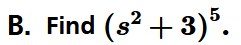 B. Find (s² + 3)⁵.